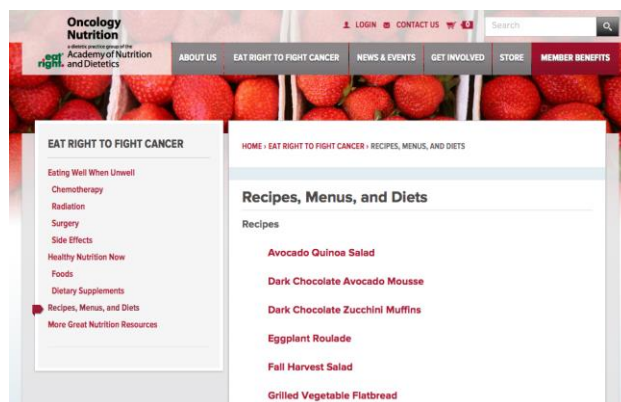 Oncology
Nutrition
a dietetic practice group of the
eat right. Academy of Nutrition
and Dietetics
LOGIN CONTACT US 0 Search
ABOUT US EAT RIGHT TO FIGHT CANCER NEWS & EVENTS GET INVOLVED STORE MEMBER BENEFITS
EAT RIGHT TO FIGHT CANCER
Eating Well When Unwell
Chemotherapy
Radiation
Surgery
Side Effects
Healthy Nutrition Now
Foods
Dietary Supplements
Recipes, Menus, and Diets
More Great Nutrition Resources
HOME › EAT RIGHT TO FIGHT CANCER › RECIPES, MENUS, AND DIETS
Recipes, Menus, and Diets
Recipes
Avocado Quinoa Salad
Dark Chocolate Avocado Mousse
Dark Chocolate Zucchini Muffins
Eggplant Roulade
Fall Harvest Salad
Grilled Vegetable Flatbread